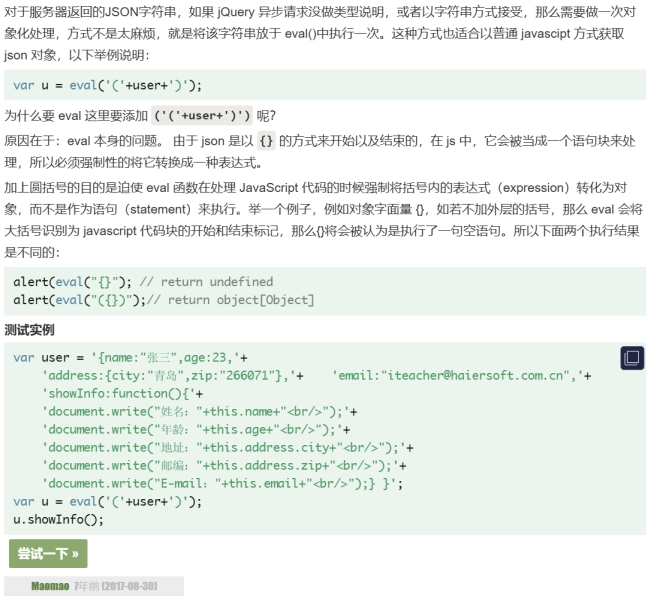 对于服务器返回的JSON字符串，如果 jQuery 异步请求没做类型说明，或者以字符串方式接受，那么需要做一次对
象化处理，方式不是太麻烦，就是将该字符串放于 eval()中执行一次。这种方式也适合以普通 javascipt 方式获取
json 对象，以下举例说明：
var u = eval('('+user+')');
为什么要 eval 这里要添加 ('('+user+')') 呢？
原因在于：eval 本身的问题。 由于 json 是以 {} 的方式来开始以及结束的，在 js 中，它会被当成一个语句块来处
理，所以必须强制性的将它转换成一种表达式。
加上圆括号的目的是迫使 eval 函数在处理 JavaScript 代码的时候强制将括号内的表达式（expression）转化为对
象，而不是作为语句（statement）来执行。举一个例子，例如对象字面量 {}，如若不加外层的括号，那么 eval 会将
大括号识别为 javascript 代码块的开始和结束标记，那么{}将会被认为是执行了一句空语句。所以下面两个执行结果
是不同的：
alert(eval("{}"); // return undefined
alert(eval("({})");// return object[Object]
测试实例
var user = '{name:"张三",age:23,'+
'address:{city:"青岛",zip:"266071"},'+    'email:"iteacher@haiersoft.com.cn",'+
'showInfo:function(){'+
'document.write("姓名："+this.name+"<br/>");'+
'document.write("年龄："+this.age+"<br/>");'+
'document.write("地址："+this.address.city+"<br/>");'+
'document.write("邮编："+this.address.zip+"<br/>");'+
'document.write("E-mail："+this.email+"<br/>");} }';
var u = eval('('+user+')');
u.showInfo();
尝试一下 »
Maomao 7年前 (2017-08-30)